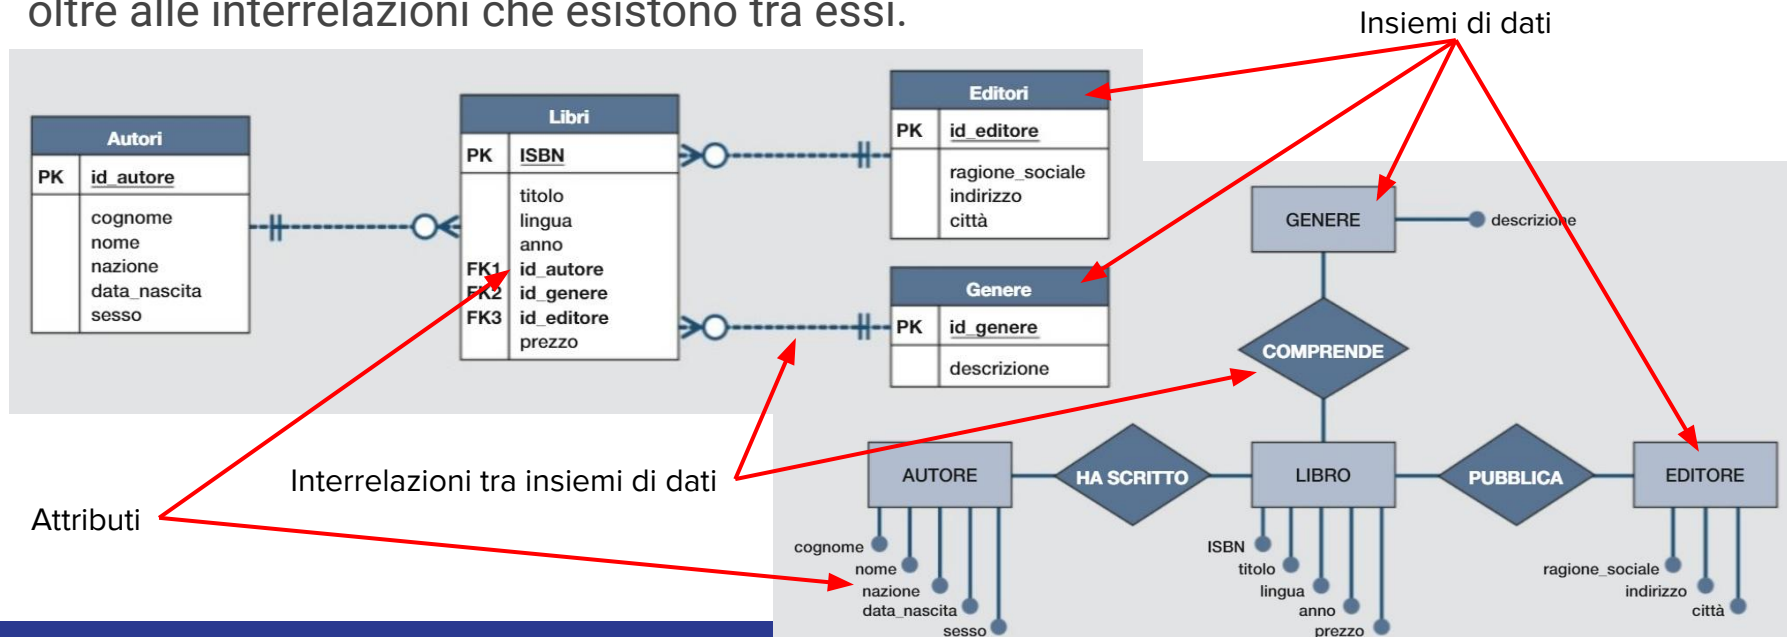 oltre alle interrelazioni che esistono tra essi.
Insiemi di dati
Autori
PK id_autore
cognome
nome
nazione
data_nascita
sesso
Libri
PK ISBN
titolo
lingua
anno
FK1 id_autore
FK2 id_genere
FK3 id_editore
prezzo
Editori
PK id_editore
ragione_sociale
indirizzo
città
Genere
PK id_genere
descrizione
GENERE
descrizione
COMPRENDE
Interrelazioni tra insiemi di dati
Attributi
AUTORE
HA SCRITTO
LIBRO
PUBBLICA
EDITORE
cognome
nome
nazione
data_nascita
sesso
ISBN
titolo
lingua
anno
prezzo
ragione_sociale
indirizzo
città